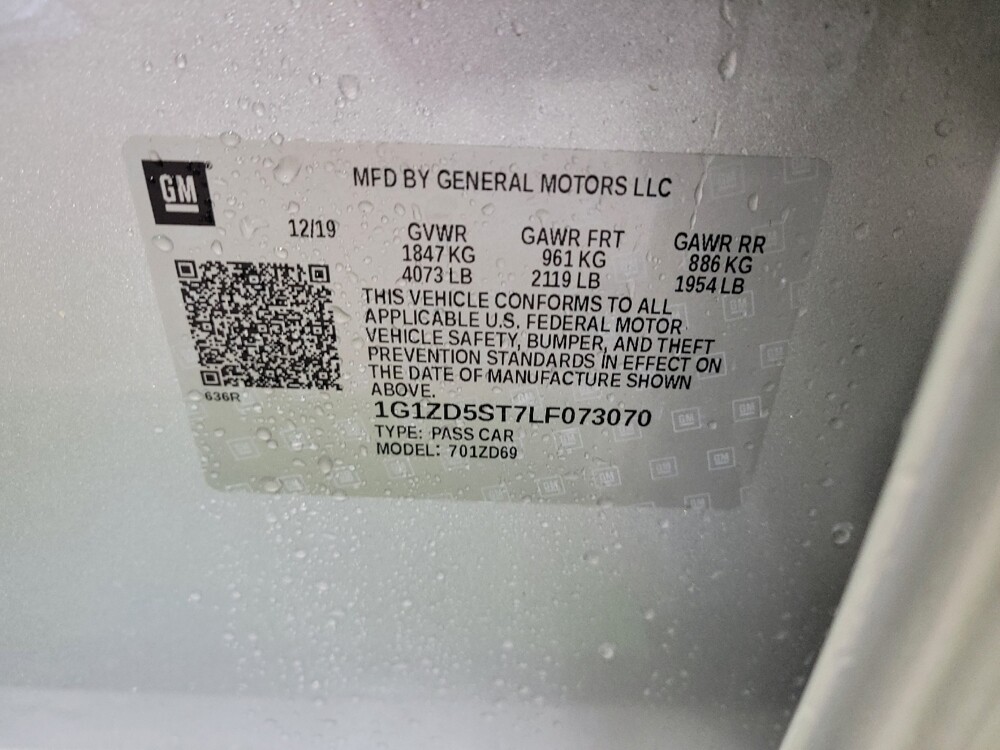 GM
MFD BY GENERAL MOTORS LLC
12/19
GVWR GAWR FRT GAWR RR
1847 KG 961 KG 886 KG
4073 LB 2119 LB 1954 LB
THIS VEHICLE CONFORMS TO ALL
APPLICABLE U.S. FEDERAL MOTOR
VEHICLE SAFETY, BUMPER, AND THEFT
PREVENTION STANDARDS IN EFFECT ON
THE DATE OF MANUFACTURE SHOWN
ABOVE.
636R
1G1ZD5ST7LF073070
TYPE: PASS CAR
MODEL: 701ZD69